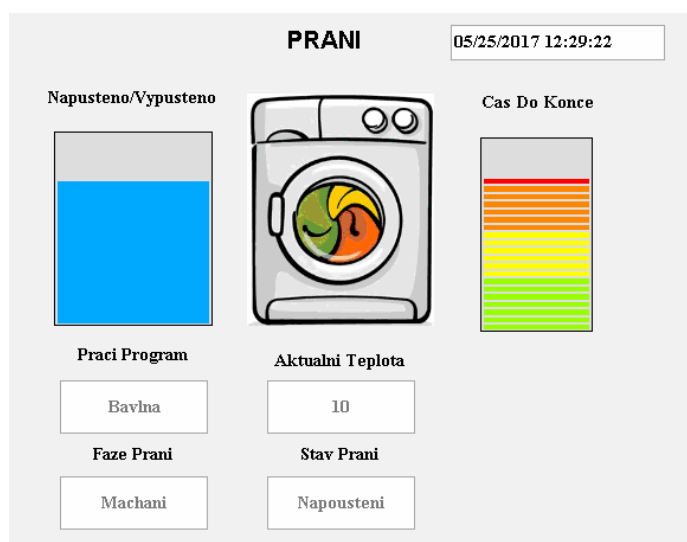 PRANI
05/25/2017 12:29:22
Napusteno/Vypusteno
Cas Do Konce
Praci Program
Aktualni Teplota
Bavlna
10
Faze Prani
Stav Prani
Machani
Napousteni